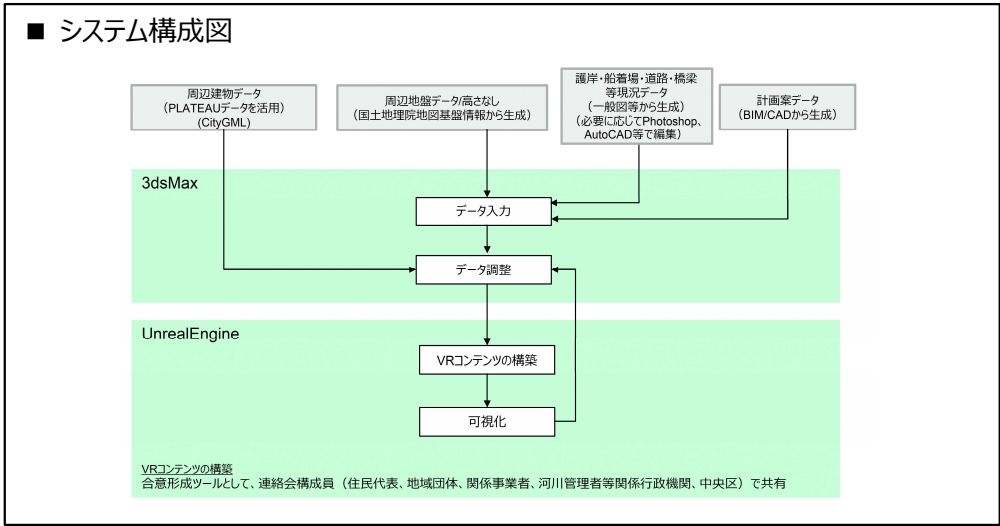 ■ システム構成図
周辺建物データ
（PLATEAUデータを活用）
(CityGML)
周辺地盤データ/高さなし
（国土地理院地図基盤情報から生成）
護岸・船着場・道路・橋梁
等現況データ
（一般図等から生成）
（必要に応じてPhotoshop、
AutoCAD等で編集）
計画案データ
（BIM/CADから生成）
3dsMax
データ入力
データ調整
UnrealEngine
VRコンテンツの構築
可視化
VRコンテンツの構築
合意形成ツールとして、連絡会構成員（住民代表、地域団体、関係事業者、河川管理者等関係行政機関、中央区）で共有